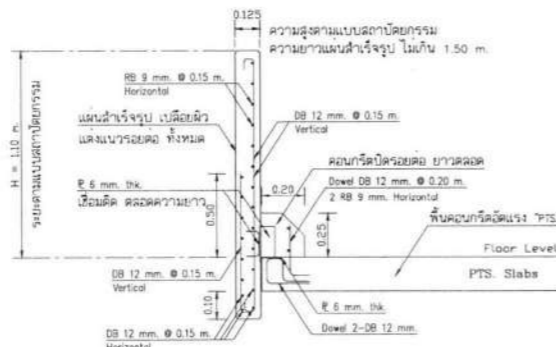 0.125
ความสูงตามแบบสถาปัตยกรรม
ความยาวแผ่นสำเร็จรูป ไม่เกิน 1.50 m.
RB 9 mm. @ 0.15 m.
Horizontal
แผ่นสำเร็จรูป เปลือยผิว
แต่งแนวรอยต่อ ทั้งหมด
DB 12 mm. @ 0.15 m.
Vertical
H = 1.10 m.
ระยะตามแบบสถาปัตยกรรม
คอนกรีตปิดรอยต่อ ยาวตลอด
0.20
Dowel DB 12 mm. @ 0.20 m.
2 RB 9 mm. Horizontal
6 mm. thk.
เชื่อมติด ตลอดความยาว
0.50
0.25
พื้นคอนกรีตอัดแรง "PTS
Floor Level
PTS. Slabs
DB 12 mm. @ 0.15 m.
Vertical
0.10
6 mm. thk.
Dowel 2-DB 12 mm.
DB 12 mm. @ 0.15 m.
Horizontal